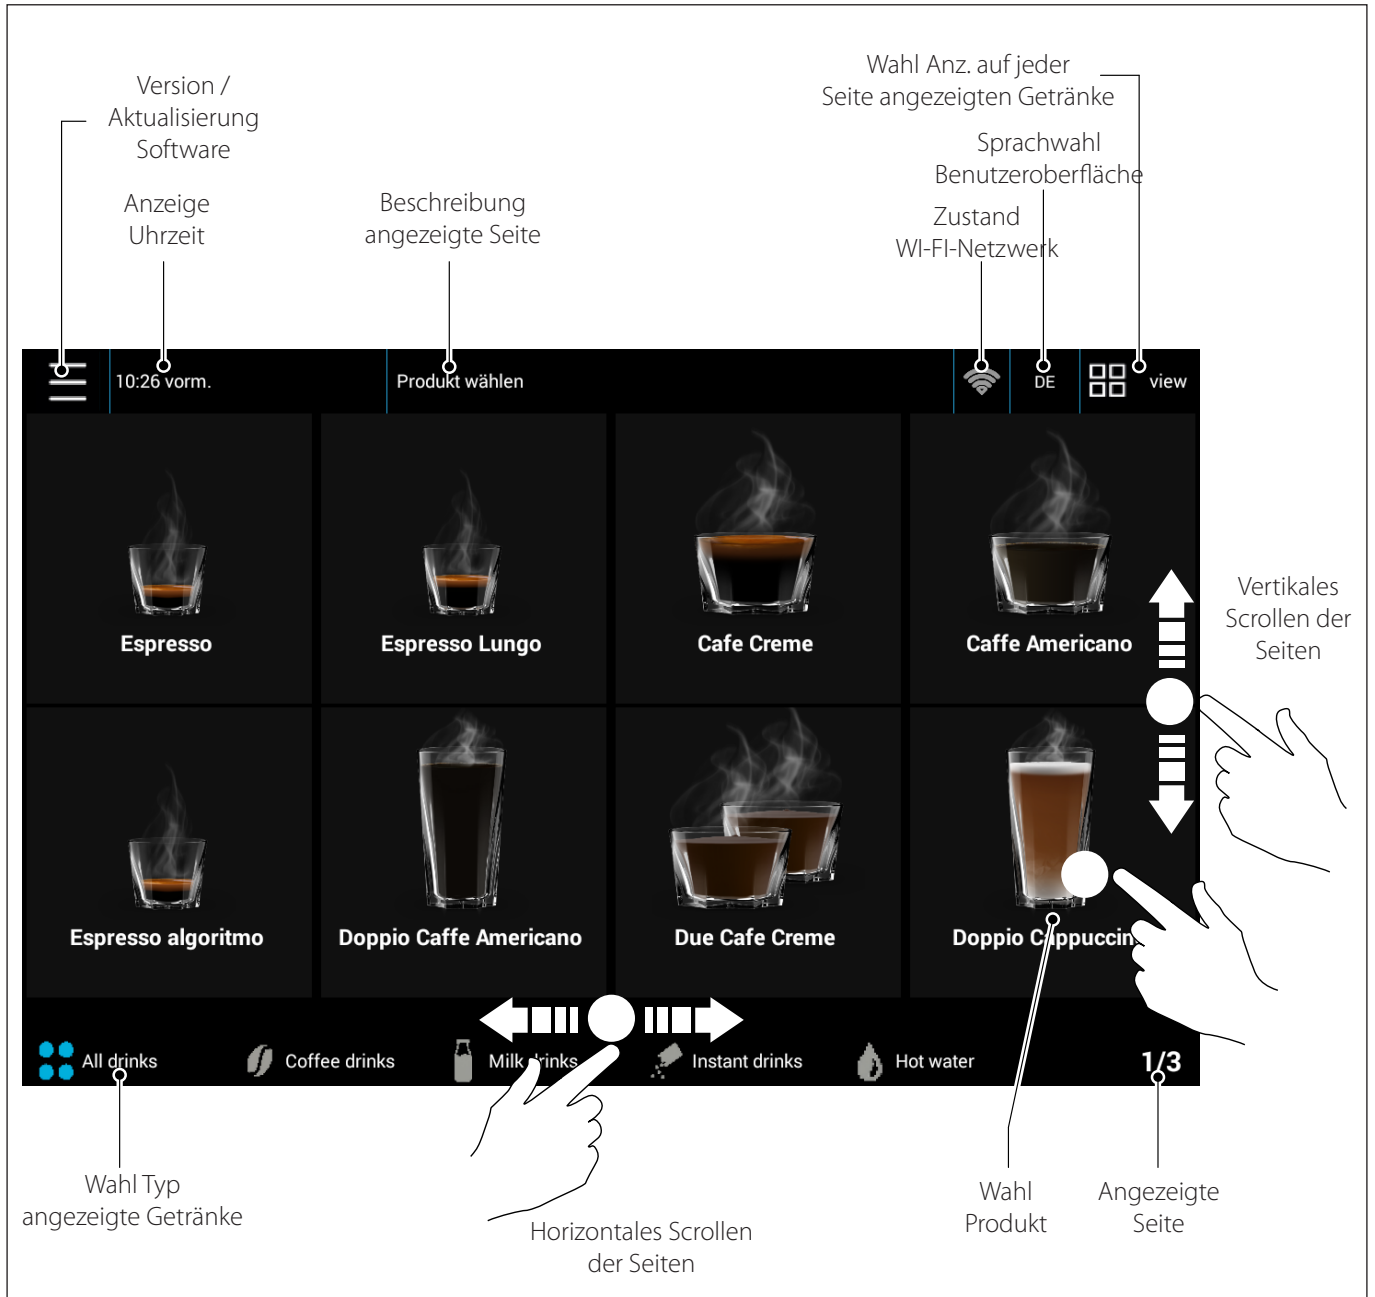 Wahl Anz. auf jeder
Seite angezeigten Getränke
Version /
Aktualisierung
Software
Sprachwahl
Benutzeroberfläche
Anzeige
Uhrzeit
Beschreibung
angezeigte Seite
Zustand
WI-FI-Netzwerk
10:26 vorm.
Produkt wählen
DE
view
Espresso
Espresso Lungo
Cafe Creme
Caffe Americano
Vertikales
Scrollen der
Seiten
Espresso algoritmo
Doppio Caffe Americano
Due Cafe Creme
Doppio Cappuccin
All drinks
Coffee drinks
Milk drinks
Instant drinks
Hot water
1/3
Wahl Typ
angezeigte Getränke
Horizontales Scrollen
der Seiten
Wahl
Produkt
Angezeigte
Seite